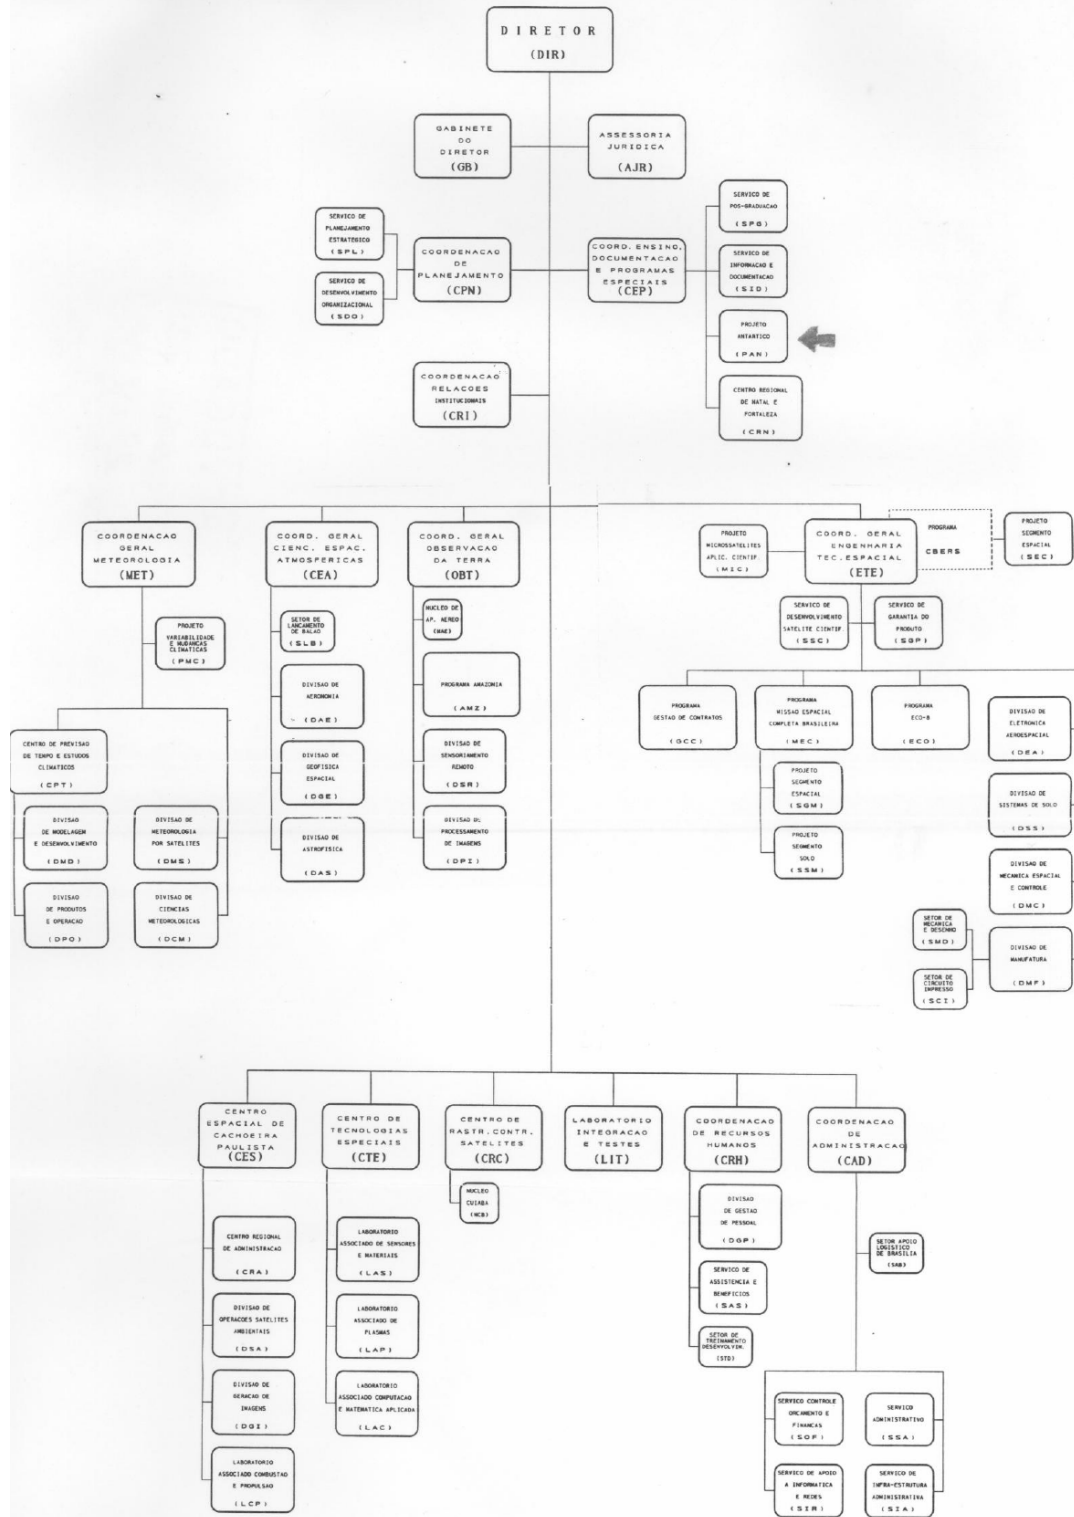 DIRETOR
(DIR)
GABINETE
DO
DIRETOR
(GB)
ASSESSORIA
JURIDICA
(AJR)
SERVICO DE
POS-GRADUACAO
(SPG)
SERVICO DE
PLANEJAMENTO
ESTRATEGICO
(SPL)
COORDENACAO
DE
PLANEJAMENTO
(CPN)
COORD. ENSINO,
DOCUMENTACAO
E PROGRAMAS
ESPECIAIS
(CEP)
SERVICO DE
INFORMACAO E
DOCUMENTACAO
(SID)
SERVICO DE
DESENVOLVIMENTO
ORGANIZACIONAL
(SDO)
PROJETO
ANTARTICO
(PAN)
COORDENACAO
RELACOES
INSTITUCIONAIS
(CRI)
CENTRO REGIONAL
DE NATAL E
FORTALEZA
(CRN)
COORDENACAO
GERAL
METEOROLOGIA
(MET)
COORD. GERAL
CIENC. ESPAC.
ATMOSFERICAS
(CEA)
COORD. GERAL
OBSERVACAO
DA TERRA
(OBT)
PROJETO
MICROSSATELITES
APLIC. CIENTIF.
(MIC)
COORD. GERAL
ENGENHARIA
TEC.ESPACIAL
(ETE)
PROGRAMA
CBERS
PROJETO
SEGMENTO
ESPACIAL
(SEC)
PROJETO
VARIABILIDADE
E MUDANCAS
CLIMATICAS
(PMC)
SETOR DE
LANCAMENTO
DE BALAO
(SLB)
NUCLEO DE
AP. AEREO
(NAE)
SERVICO DE
DESENVOLVIMENTO
SATELITE CIENTIF.
(SSC)
SERVICO DE
GARANTIA DO
PRODUTO
(SGP)
DIVISAO DE
AERONOMIA
(DAE)
PROGRAMA AMAZONIA
(AMZ)
PROGRAMA
GESTAO DE CONTRATOS
(GCC)
PROGRAMA
MISSAO ESPACIAL
COMPLETA BRASILEIRA
(MEC)
PROGRAMA
ECO-8
(ECO)
DIVISAO DE
ELETRONICA
AEROESPACIAL
(DEA)
CENTRO DE PREVISAO
DE TEMPO E ESTUDOS
CLIMATICOS
(CPT)
DIVISAO DE
GEOFISICA
ESPACIAL
(DGE)
DIVISAO DE
SENSORIAMENTO
REMOTO
(DSR)
PROJETO
SEGMENTO
ESPACIAL
(SGM)
DIVISAO DE
SISTEMAS DE SOLO
(DSS)
DIVISAO
DE MODELAGEM
E DESENVOLVIMENTO
(DMD)
DIVISAO DE
METEOROLOGIA
POR SATELITES
(DMS)
DIVISAO DE
ASTROFISICA
(DAS)
DIVISAO DE
PROCESSAMENTO
DE IMAGENS
(DPI)
PROJETO
SEGMENTO
SOLO
(SSM)
DIVISAO DE
MECANICA ESPACIAL
E CONTROLE
(DMC)
DIVISAO
DE PRODUTOS
E OPERACAO
(DPO)
DIVISAO DE
CIENCIAS
METEOROLOGICAS
(DCM)
SETOR DE
MECANICA
E DESENHO
(SMD)
DIVISAO DE
MANUFATURA
(DMF)
SETOR DE
CIRCUITO
IMPRESSO
(SCI)
CENTRO
ESPACIAL DE
CACHOEIRA
PAULISTA
(CES)
CENTRO DE
TECNOLOGIAS
ESPECIAIS
(CTE)
CENTRO DE
RASTR.CONTR.
SATELITES
(CRC)
LABORATORIO
INTEGRACAO
E TESTES
(LIT)
COORDENACAO
DE RECURSOS
HUMANOS
(CRH)
COORDENACAO
DE
ADMINISTRACAO
(CAD)
NUCLEO
CUIABA
(NCB)
DIVISAO
DE GESTAO
DE PESSOAL
(DGP)
CENTRO REGIONAL
DE ADMINISTRACAO
(CRA)
LABORATORIO
ASSOCIADO DE SENSORES
E MATERIAIS
(LAS)
SETOR APOIO
LOGISTICO
DE BRASILIA
(SAB)
SERVICO DE
ASSISTENCIA E
BENEFICIOS
(SAS)
DIVISAO DE
OPERACOES SATELITES
AMBIENTAIS
(DSA)
LABORATORIO
ASSOCIADO DE
PLASMAS
(LAP)
SETOR DE
TREINAMENTO
DESENVOLVIM.
(STD)
DIVISAO DE
GERACAO DE
IMAGENS
(DGI)
LABORATORIO
ASSOCIADO COMPUTACAO
E MATEMATICA APLICADA
(LAC)
SERVICO CONTROLE
ORCAMENTO E
FINANCAS
(SOF)
SERVICO
ADMINISTRATIVO
(SSA)
LABORATORIO
ASSOCIADO COMBUSTAO
E PROPULSAO
(LCP)
SERVICO DE APOIO
A INFORMATICA
E REDES
(SIR)
SERVICO DE
INFRA-ESTRUTURA
ADMINISTRATIVA
(SIA)